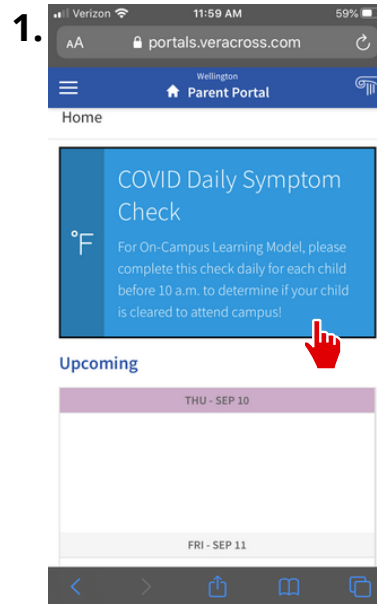 1.
Verizon 11:59 AM 59%
AA portals.veracross.com
Wellington
Parent Portal
Home
COVID Daily Symptom
Check
°F
For On-Campus Learning Model, please
complete this check daily for each child
before 10 a.m. to determine if your child
is cleared to attend campus!
Upcoming
THU - SEP 10
FRI - SEP 11